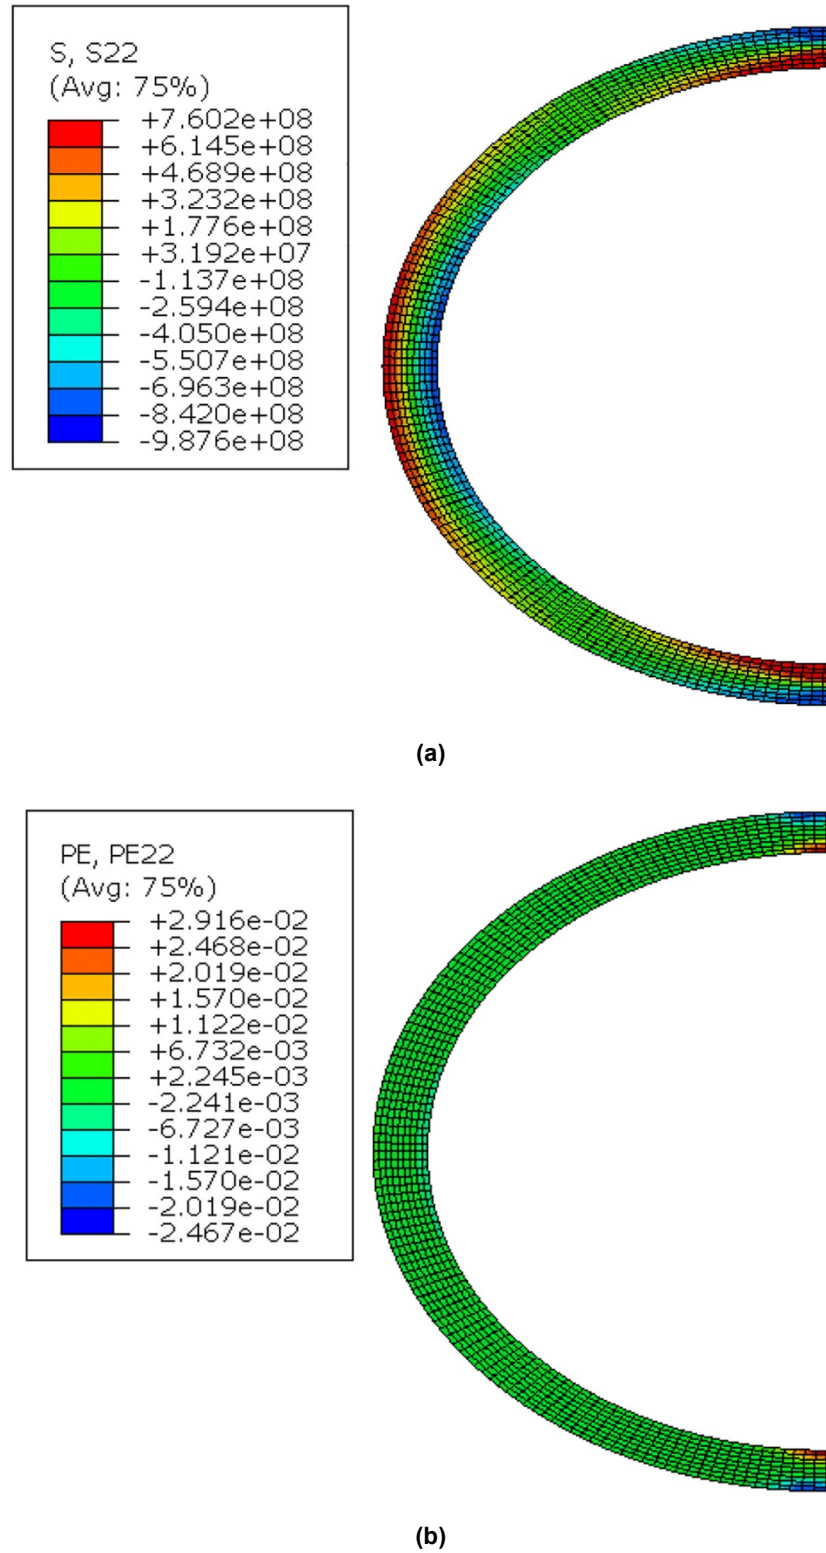 S, S22
(Avg: 75%)
+7.602e+08
+6.145e+08
+4.689e+08
+3.232e+08
+1.776e+08
+3.192e+07
-1.137e+08
-2.594e+08
-4.050e+08
-5.507e+08
-6.963e+08
-8.420e+08
-9.876e+08
(a)
PE, PE22
(Avg: 75%)
+2.916e-02
+2.468e-02
+2.019e-02
+1.570e-02
+1.122e-02
+6.732e-03
+2.245e-03
-2.241e-03
-6.727e-03
-1.121e-02
-1.570e-02
-2.019e-02
-2.467e-02
(b)